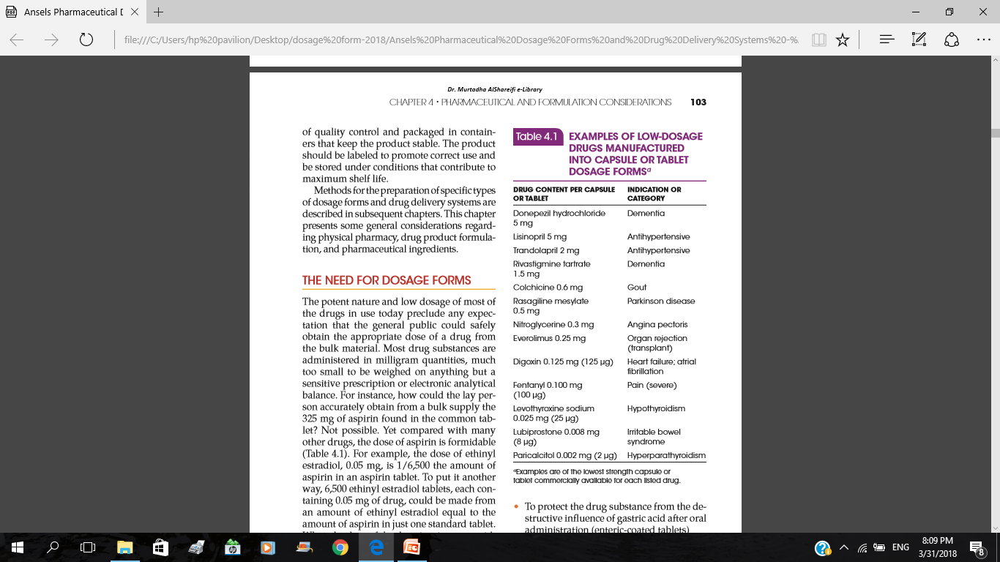 Ansels Pharmaceutical D
file:///C:/Users/hp%20pavilion/Desktop/dosage%20form-2018/Ansels%20Pharmaceutical%20Dosage%20Forms%20and%20Drug%20Delivery%20Systems%20-%
Dr. Murtadha AlShareifi e-Library
CHAPTER 4 • PHARMACEUTICAL AND FORMULATION CONSIDERATIONS 103
of quality control and packaged in contain-
ers that keep the product stable. The product
should be labeled to promote correct use and
be stored under conditions that contribute to
maximum shelf life.
Methods for the preparation of specific types
of dosage forms and drug delivery systems are
described in subsequent chapters. This chapter
presents some general considerations regard-
ing physical pharmacy, drug product formula-
tion, and pharmaceutical ingredients.
THE NEED FOR DOSAGE FORMS
The potent nature and low dosage of most of
the drugs in use today preclude any expec-
tation that the general public could safely
obtain the appropriate dose of a drug from
the bulk material. Most drug substances are
administered in milligram quantities, much
too small to be weighed on anything but a
sensitive prescription or electronic analytical
balance. For instance, how could the lay per-
son accurately obtain from a bulk supply the
325 mg of aspirin found in the common tab-
let? Not possible. Yet compared with many
other drugs, the dose of aspirin is formidable
(Table 4.1). For example, the dose of ethinyl
estradiol, 0.05 mg, is 1/6,500 the amount of
aspirin in an aspirin tablet. To put it another
way, 6,500 ethinyl estradiol tablets, each con-
taining 0.05 mg of drug, could be made from
an amount of ethinyl estradiol equal to the
amount of aspirin in just one standard tablet.
Table 4.1 EXAMPLES OF LOW-DOSAGE
DRUGS MANUFACTURED
INTO CAPSULE OR TABLET
DOSAGE FORMSa
DRUG CONTENT PER CAPSULE INDICATION OR
OR TABLET CATEGORY
Donepezil hydrochloride Dementia
5 mg
Lisinopril 5 mg Antihypertensive
Trandolapril 2 mg Antihypertensive
Rivastigmine tartrate Dementia
1.5 mg
Colchicine 0.6 mg Gout
Rasagiline mesylate Parkinson disease
0.5 mg
Nitroglycerine 0.3 mg Angina pectoris
Everolimus 0.25 mg Organ rejection
(transplant)
Digoxin 0.125 mg (125 µg) Heart failure; atrial
fibrillation
Fentanyl 0.100 mg Pain (severe)
(100 µg)
Levothyroxine sodium Hypothyroidism
0.025 mg (25 µg)
Lubiprostone 0.008 mg Irritable bowel
(8 µg) syndrome
Paricalcitol 0.002 mg (2 µg) Hyperparathyroidism
aExamples are of the lowest strength capsule or
tablet commercially available for each listed drug.
• To protect the drug substance from the de-
structive influence of gastric acid after oral
administration (enteric-coated tablets)
ENG
8:09 PM
3/31/2018
8